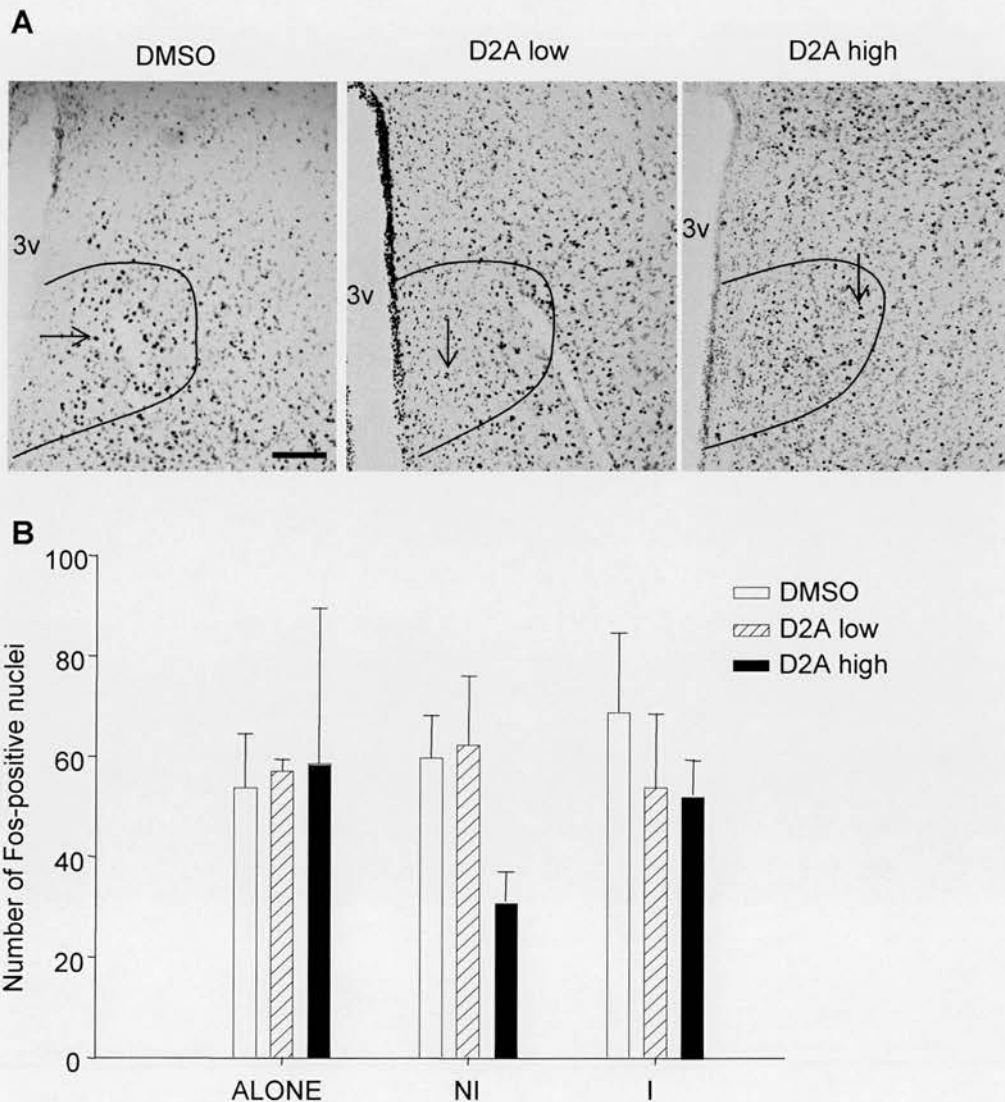 A
DMSO D2A low D2A high
3v 3v 3v
B
Number of Fos-positive nuclei
100
80
60
40
20
0
DMSO
D2A low
D2A high
ALONE NI I